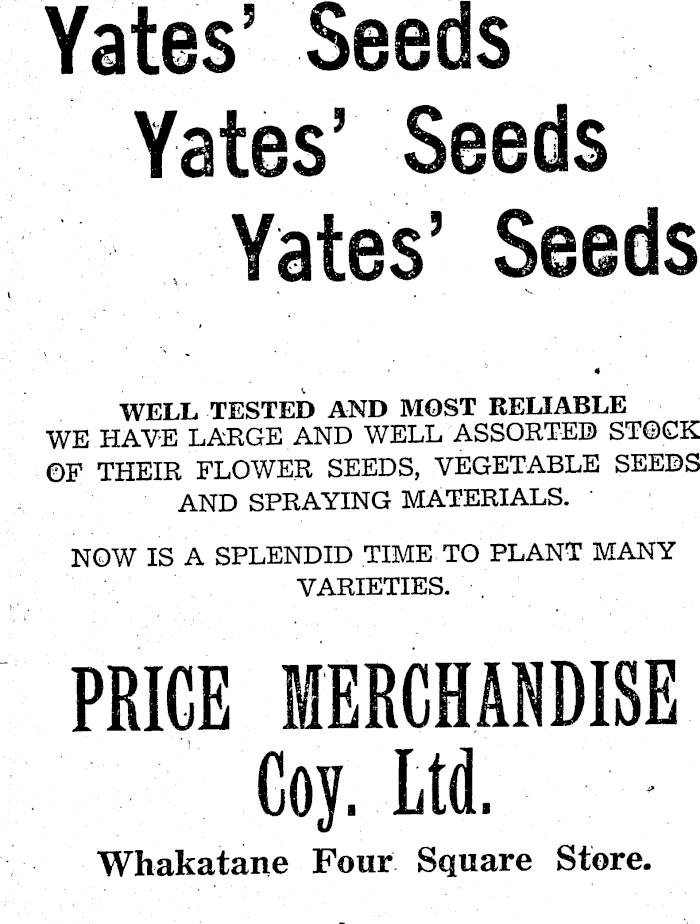 Yates' Seeds
Yates' Seeds
Yates' Seeds
WELL TESTED AND MOST RELIABLE
WE HAVE LARGE AND WELL ASSORTED STOCK
OF THEIR FLOWER SEEDS, VEGETABLE SEEDS
AND SPRAYING MATERIALS.
NOW IS A SPLENDID TIME TO PLANT MANY
VARIETIES.
PRICE MERCHANDISE
Coy. Ltd.
Whakatane Four Square Store.